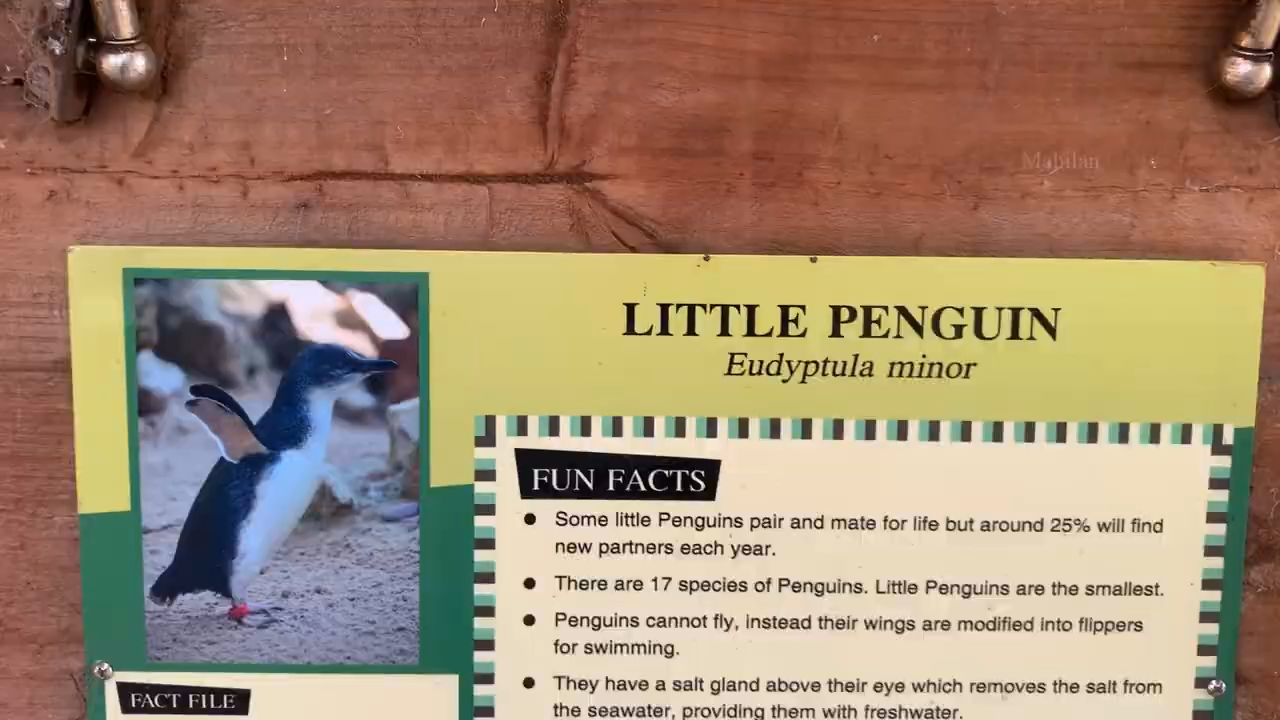 Mabilan
LITTLE PENGUIN
Eudyptula minor
FUN FACTS
● Some little Penguins pair and mate for life but around 25% will find
new partners each year.
● There are 17 species of Penguins. Little Penguins are the smallest.
● Penguins cannot fly, instead their wings are modified into flippers
for swimming.
● They have a salt gland above their eye which removes the salt from
the seawater, providing them with freshwater.
FACT FILE